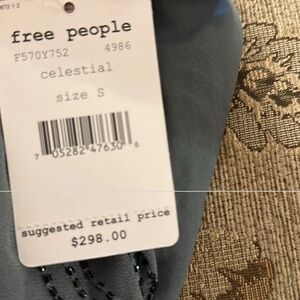 free people
F570Y752 4986
celestial
size S
7 05282 47630 6
suggested retail price
$298.00